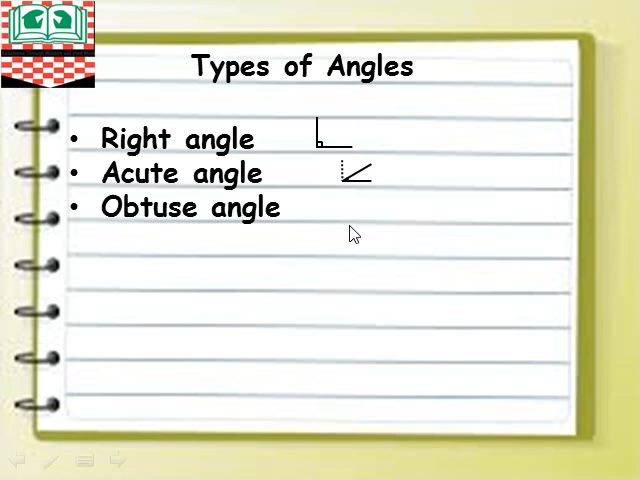 Types of Angles
• Right angle
• Acute angle
• Obtuse angle